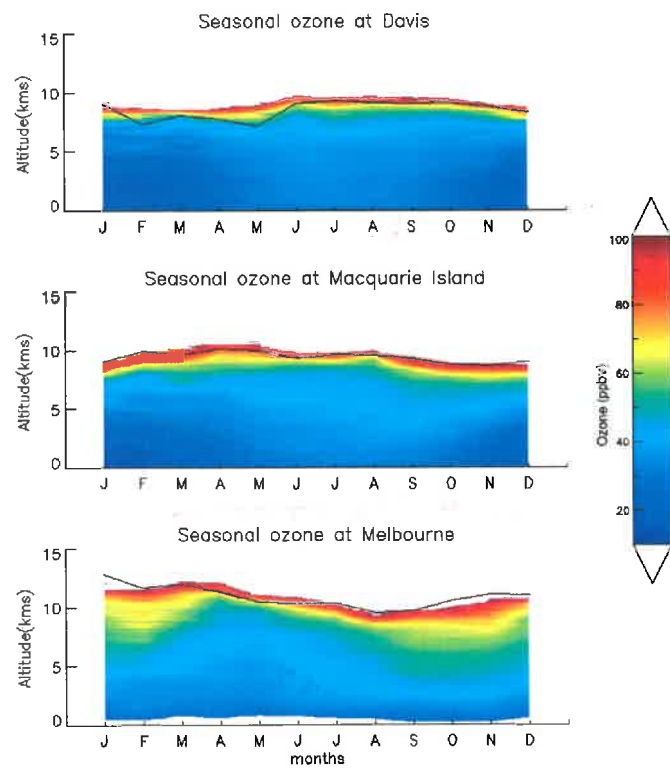 Seasonal ozone at Davis
15
10
5
0
Altitude(kms)
J F M A M J J A S O N D
Seasonal ozone at Macquarie Island
15
10
5
0
Altitude(kms)
J F M A M J J A S O N D
100
80
60
40
20
Ozone (ppbv)
Seasonal ozone at Melbourne
15
10
5
0
Altitude(kms)
J F M A M J J A S O N D
months